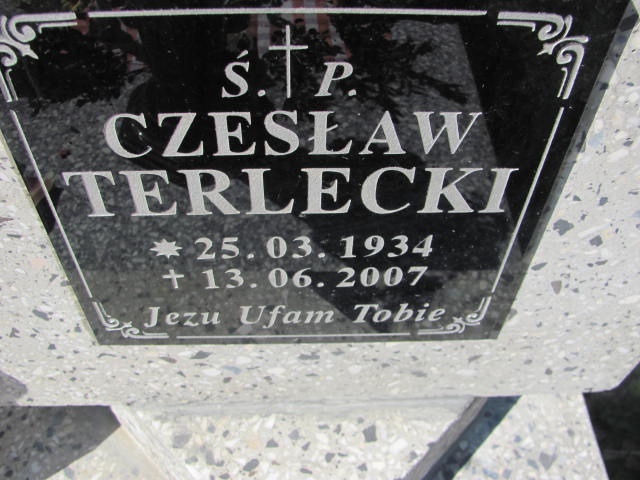 Ś. P.
CZESŁAW
TERLECKI
25.03.1934
13.06.2007
Jezu Ufam Tobie